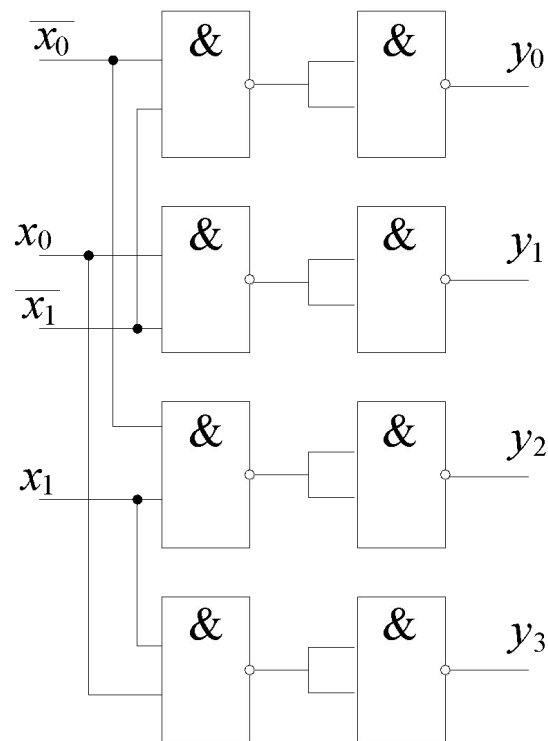 x̅₀ & & y₀
x₀ & & y₁
x̅₁
& & y₂
x₁
& & y₃